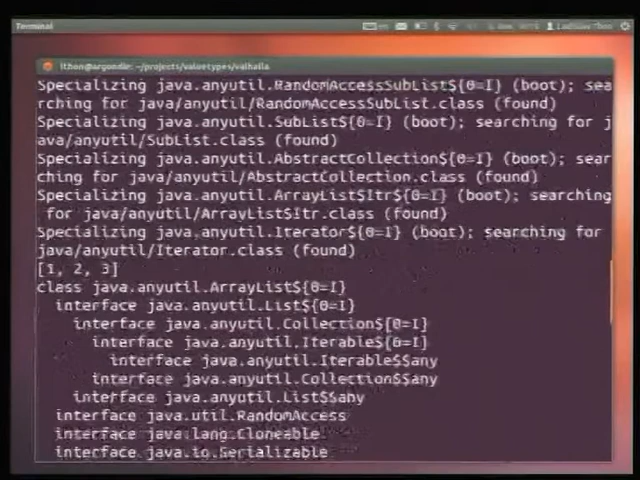 Terminal
lthon@argondie: ~/projects/valuetypes/valhalla
Specializing java.anyutil.RandomAccessSubList${0=I} (boot); sea
rching for java/anyutil/RandomAccessSubList.class (found)
Specializing java.anyutil.SubList${0=I} (boot); searching for j
ava/anyutil/SubList.class (found)
Specializing java.anyutil.AbstractCollection${0=I} (boot); sear
ching for java/anyutil/AbstractCollection.class (found)
Specializing java.anyutil.ArrayList$Itr${0=I} (boot); searching
 for java/anyutil/ArrayList$Itr.class (found)
Specializing java.anyutil.Iterator${0=I} (boot); searching for
java/anyutil/Iterator.class (found)
[1, 2, 3]
class java.anyutil.ArrayList${0=I}
interface java.anyutil.List${0=I}
interface java.anyutil.Collection${0=I}
interface java.anyutil.Iterable${0=I}
interface java.anyutil.Iterable$$any
interface java.anyutil.Collection$$any
interface java.anyutil.List$$any
interface java.util.RandomAccess
interface java.lang.Cloneable
interface java.io.Serializable